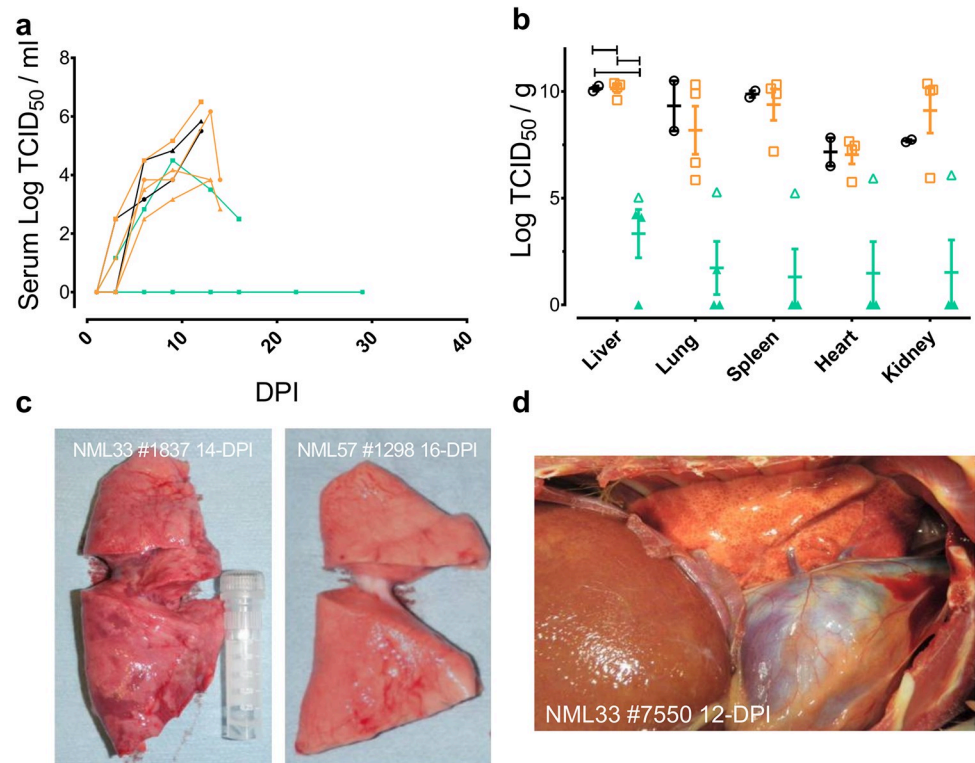 a
Serum Log TCID50 / ml
8
6
4
2
0
0
10
20
30
40
DPI
b
Log TCID50 / g
10
5
0
Liver
Lung
Spleen
Heart
Kidney
c
NML33 #1837 14-DPI
NML57 #1298 16-DPI
d
NML33 #7550 12-DPI